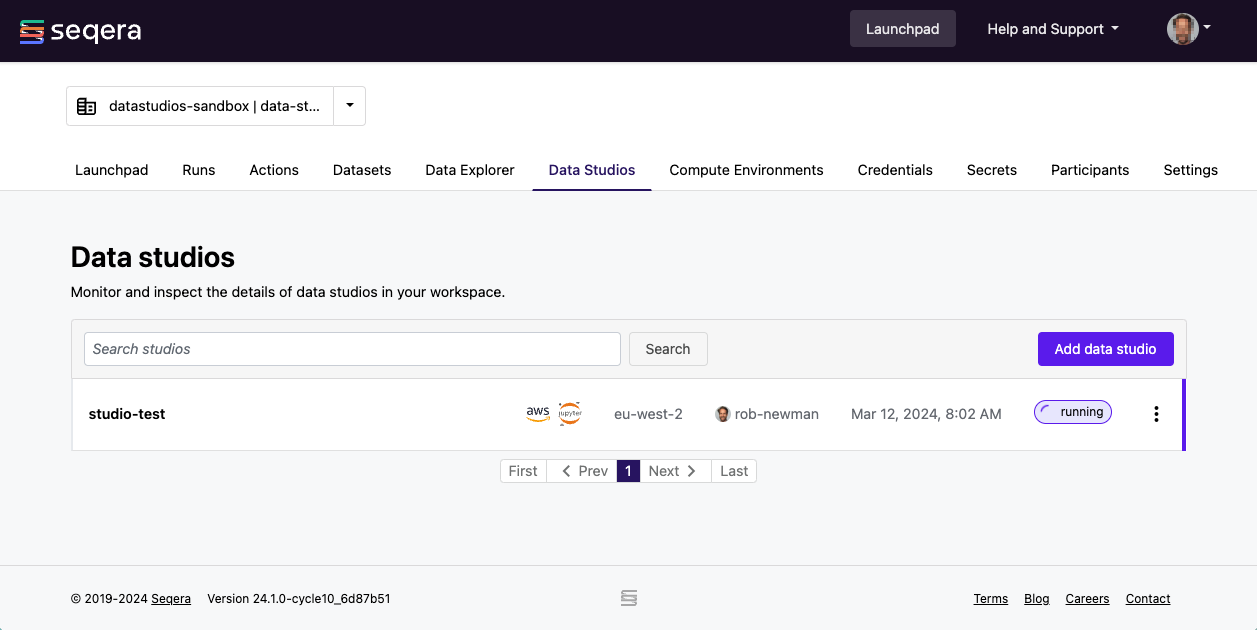 seqera
Launchpad
Help and Support
datastudios-sandbox | data-st...
Launchpad Runs Actions Datasets Data Explorer Data Studios Compute Environments Credentials Secrets Participants Settings
Data studios
Monitor and inspect the details of data studios in your workspace.
Search studios Search Add data studio
studio-test aws jupyter eu-west-2 rob-newman Mar 12, 2024, 8:02 AM running
First Prev 1 Next Last
© 2019-2024 Seqera Version 24.1.0-cycle10_6d87b51 Terms Blog Careers Contact